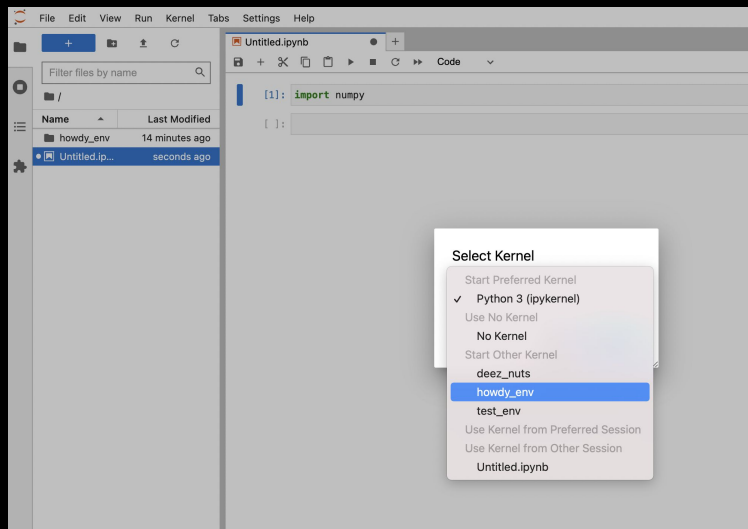 File Edit View Run Kernel Tabs Settings Help
Filter files by name
/
Name Last Modified
howdy_env 14 minutes ago
Untitled.ip... seconds ago
Untitled.ipynb
Code
[1]: import numpy
[ ]:
Select Kernel
Start Preferred Kernel
✓ Python 3 (ipykernel)
Use No Kernel
No Kernel
Start Other Kernel
deez_nuts
howdy_env
test_env
Use Kernel from Preferred Session
Use Kernel from Other Session
Untitled.ipynb